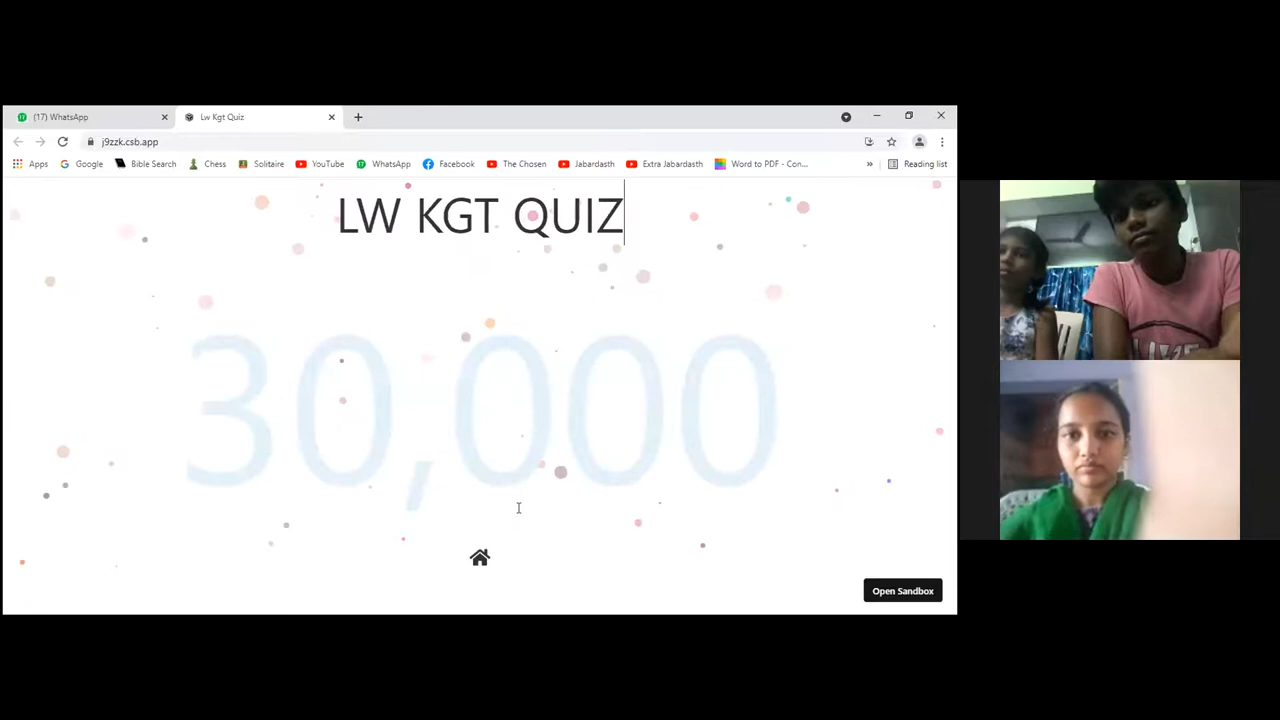 (17) WhatsApp
Lw Kgt Quiz
j9zzk.csb.app
Apps
Google
Bible Search
Chess
Solitaire
YouTube
WhatsApp
Facebook
The Chosen
Jabardasth
Extra Jabardasth
Word to PDF - Con...
Reading list
LW KGT QUIZ
30,000
Open Sandbox